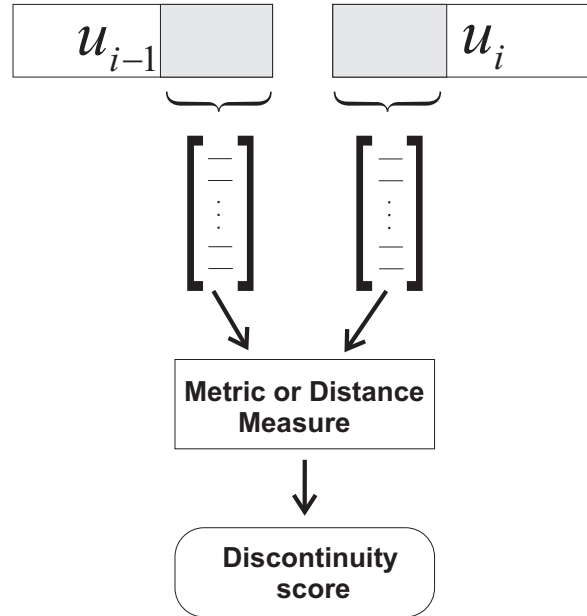 u_{i-1}
u_i
Metric or Distance
Measure
Discontinuity
score